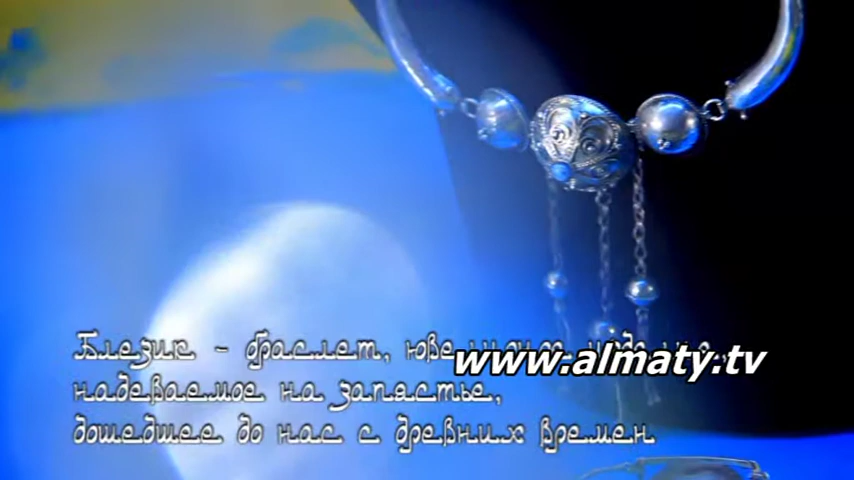 Блезик - браслет, юве
www.almaty.tv
надеваемое на запястье,
дошедшее до нас с древних времен